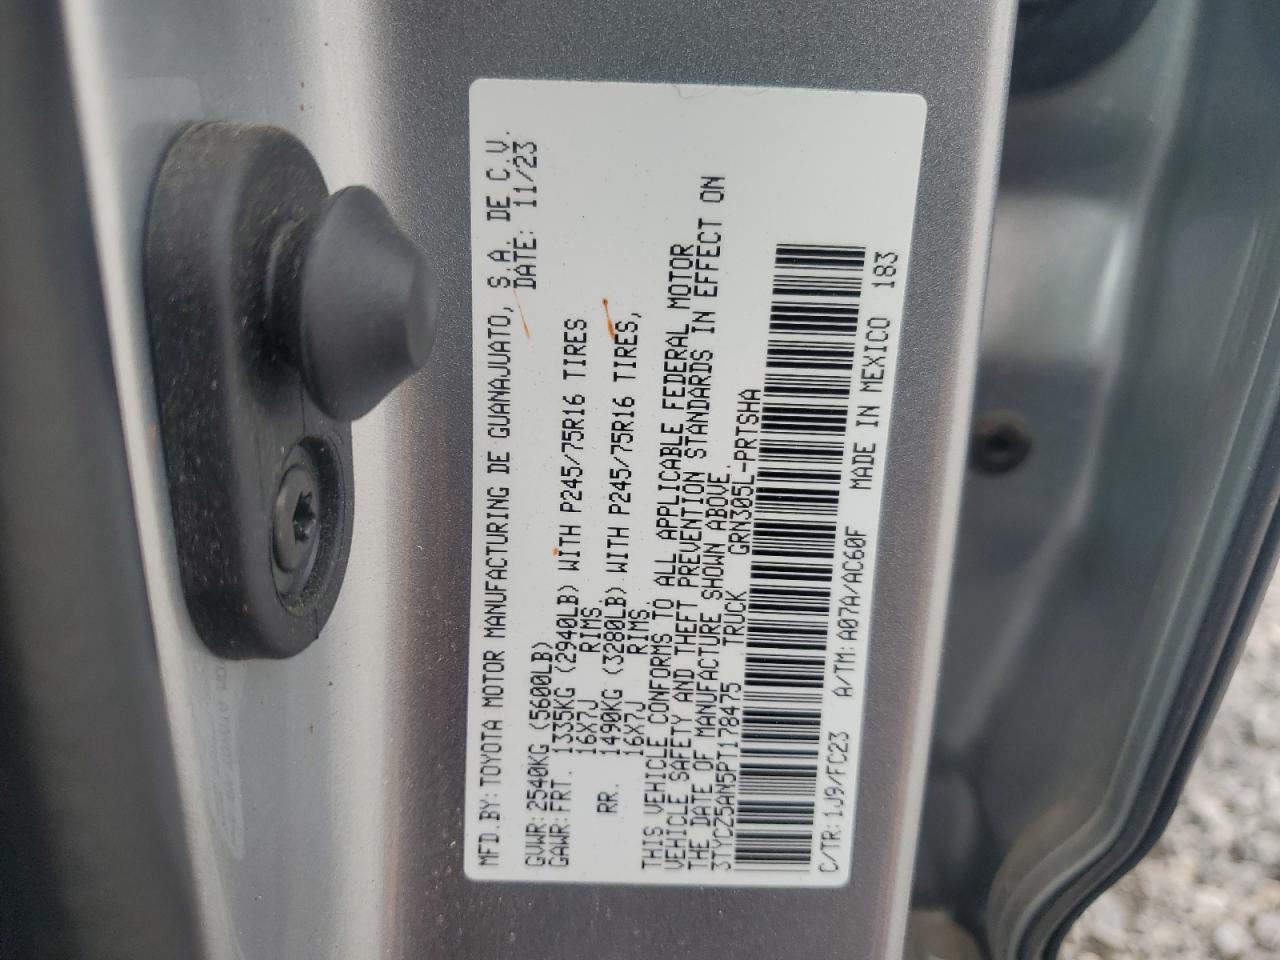 MFD.BY: TOYOTA MOTOR MANUFACTURING DE GUANAJUATO, S.A. DE C.V.
DATE: 11/23
GVWR: 2540KG (5600LB)
GAWR: FRT. 1335KG (2940LB) WITH P245/75R16 TIRES
16X7J RIMS.
RR. 1490KG (3280LB) WITH P245/75R16 TIRES,
16X7J RIMS.
THIS VEHICLE CONFORMS TO ALL APPLICABLE FEDERAL MOTOR
VEHICLE SAFETY AND THEFT PREVENTION STANDARDS IN EFFECT ON
THE DATE OF MANUFACTURE SHOWN ABOVE.
3TYCZ5AN5PT178475 TRUCK GRN305L-PRTSHA
C/TR: 1J9/FC23 A/TM: A07A/AC60F MADE IN MEXICO 183